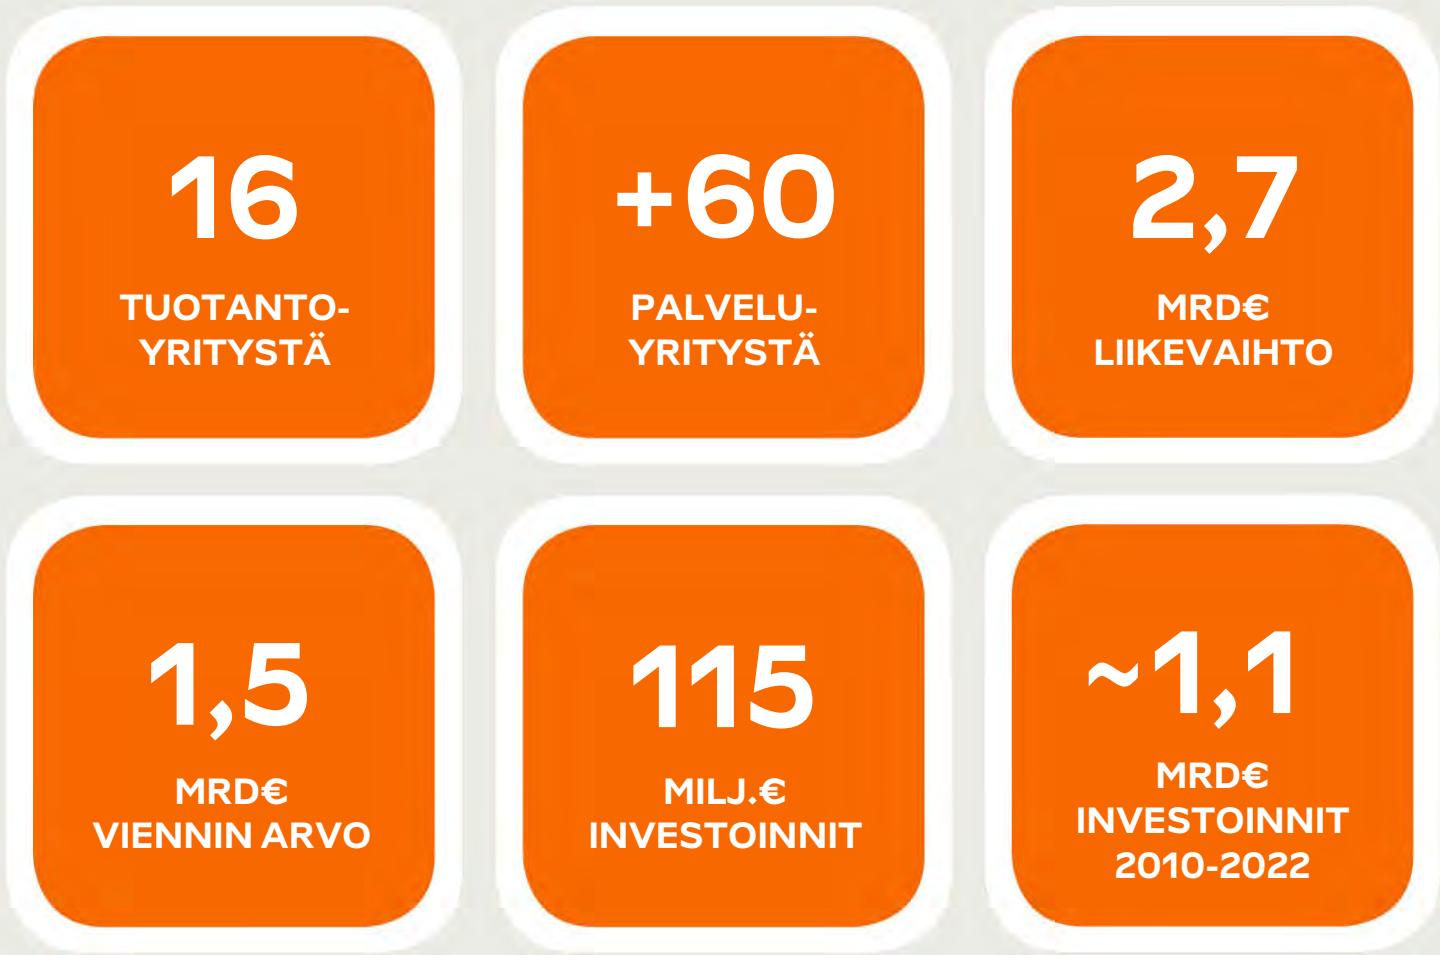 16
TUOTANTO-
YRITYSTÄ
+60
PALVELU-
YRITYSTÄ
2,7
MRD€
LIIKEVAIHTO
1,5
MRD€
VIENNIN ARVO
115
MILJ.€
INVESTOINNIT
~1,1
MRD€
INVESTOINNIT
2010-2022